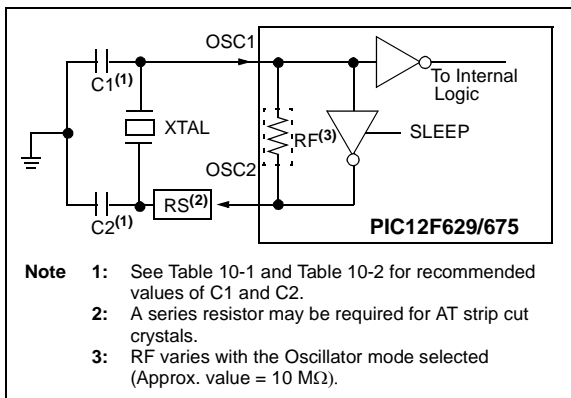 OSC1
C1(1)
To Internal
Logic
XTAL
RF(3)
SLEEP
OSC2
RS(2)
C2(1)
PIC12F629/675
Note 1: See Table 10-1 and Table 10-2 for recommended
values of C1 and C2.
2: A series resistor may be required for AT strip cut
crystals.
3: RF varies with the Oscillator mode selected
(Approx. value = 10 MΩ).